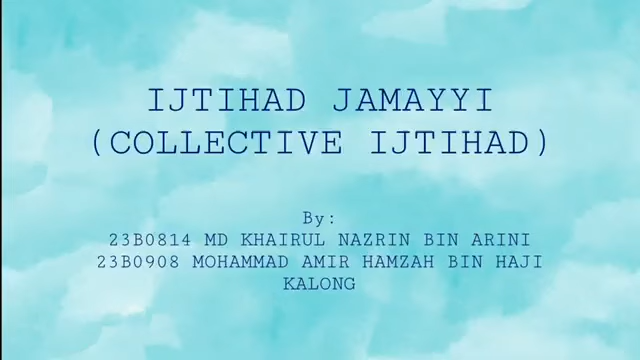 IJTIHAD JAMAYYI
(COLLECTIVE IJTIHAD)
By:
23B0814 MD KHAIRUL NAZRIN BIN ARINI
23B0908 MOHAMMAD AMIR HAMZAH BIN HAJI
KALONG